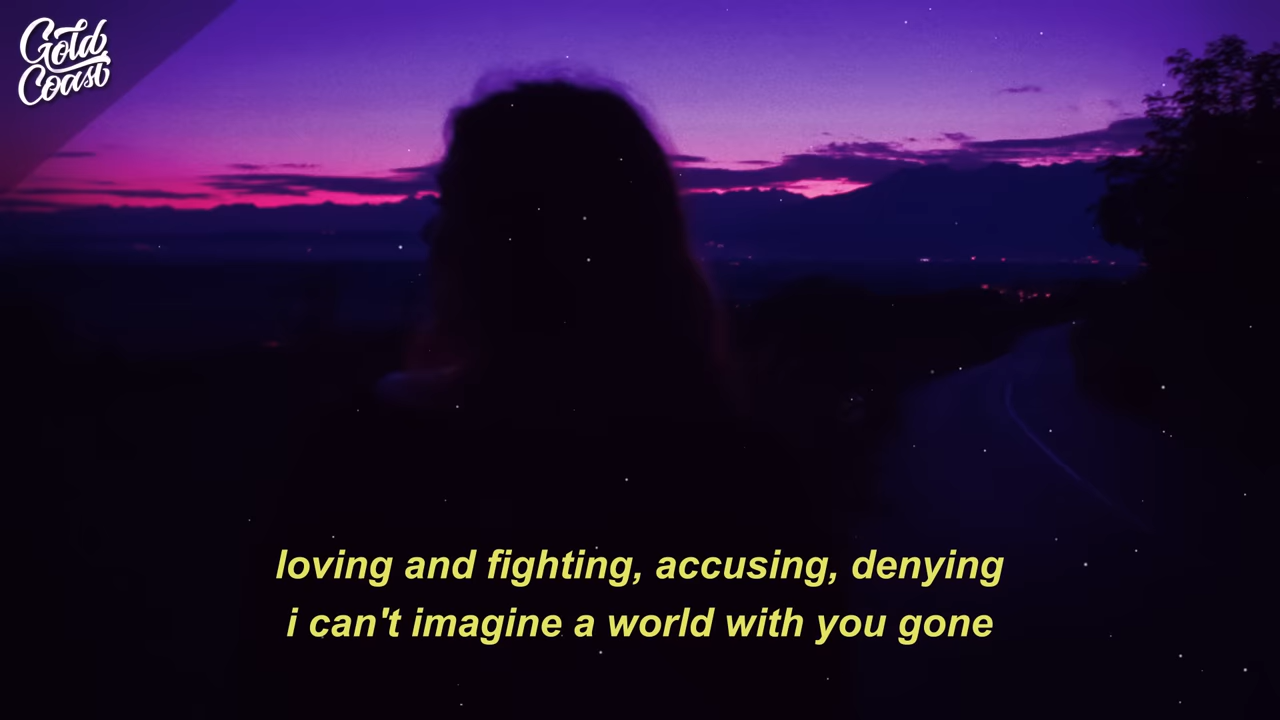 Gold
Coast
loving and fighting, accusing, denying
i can't imagine a world with you gone